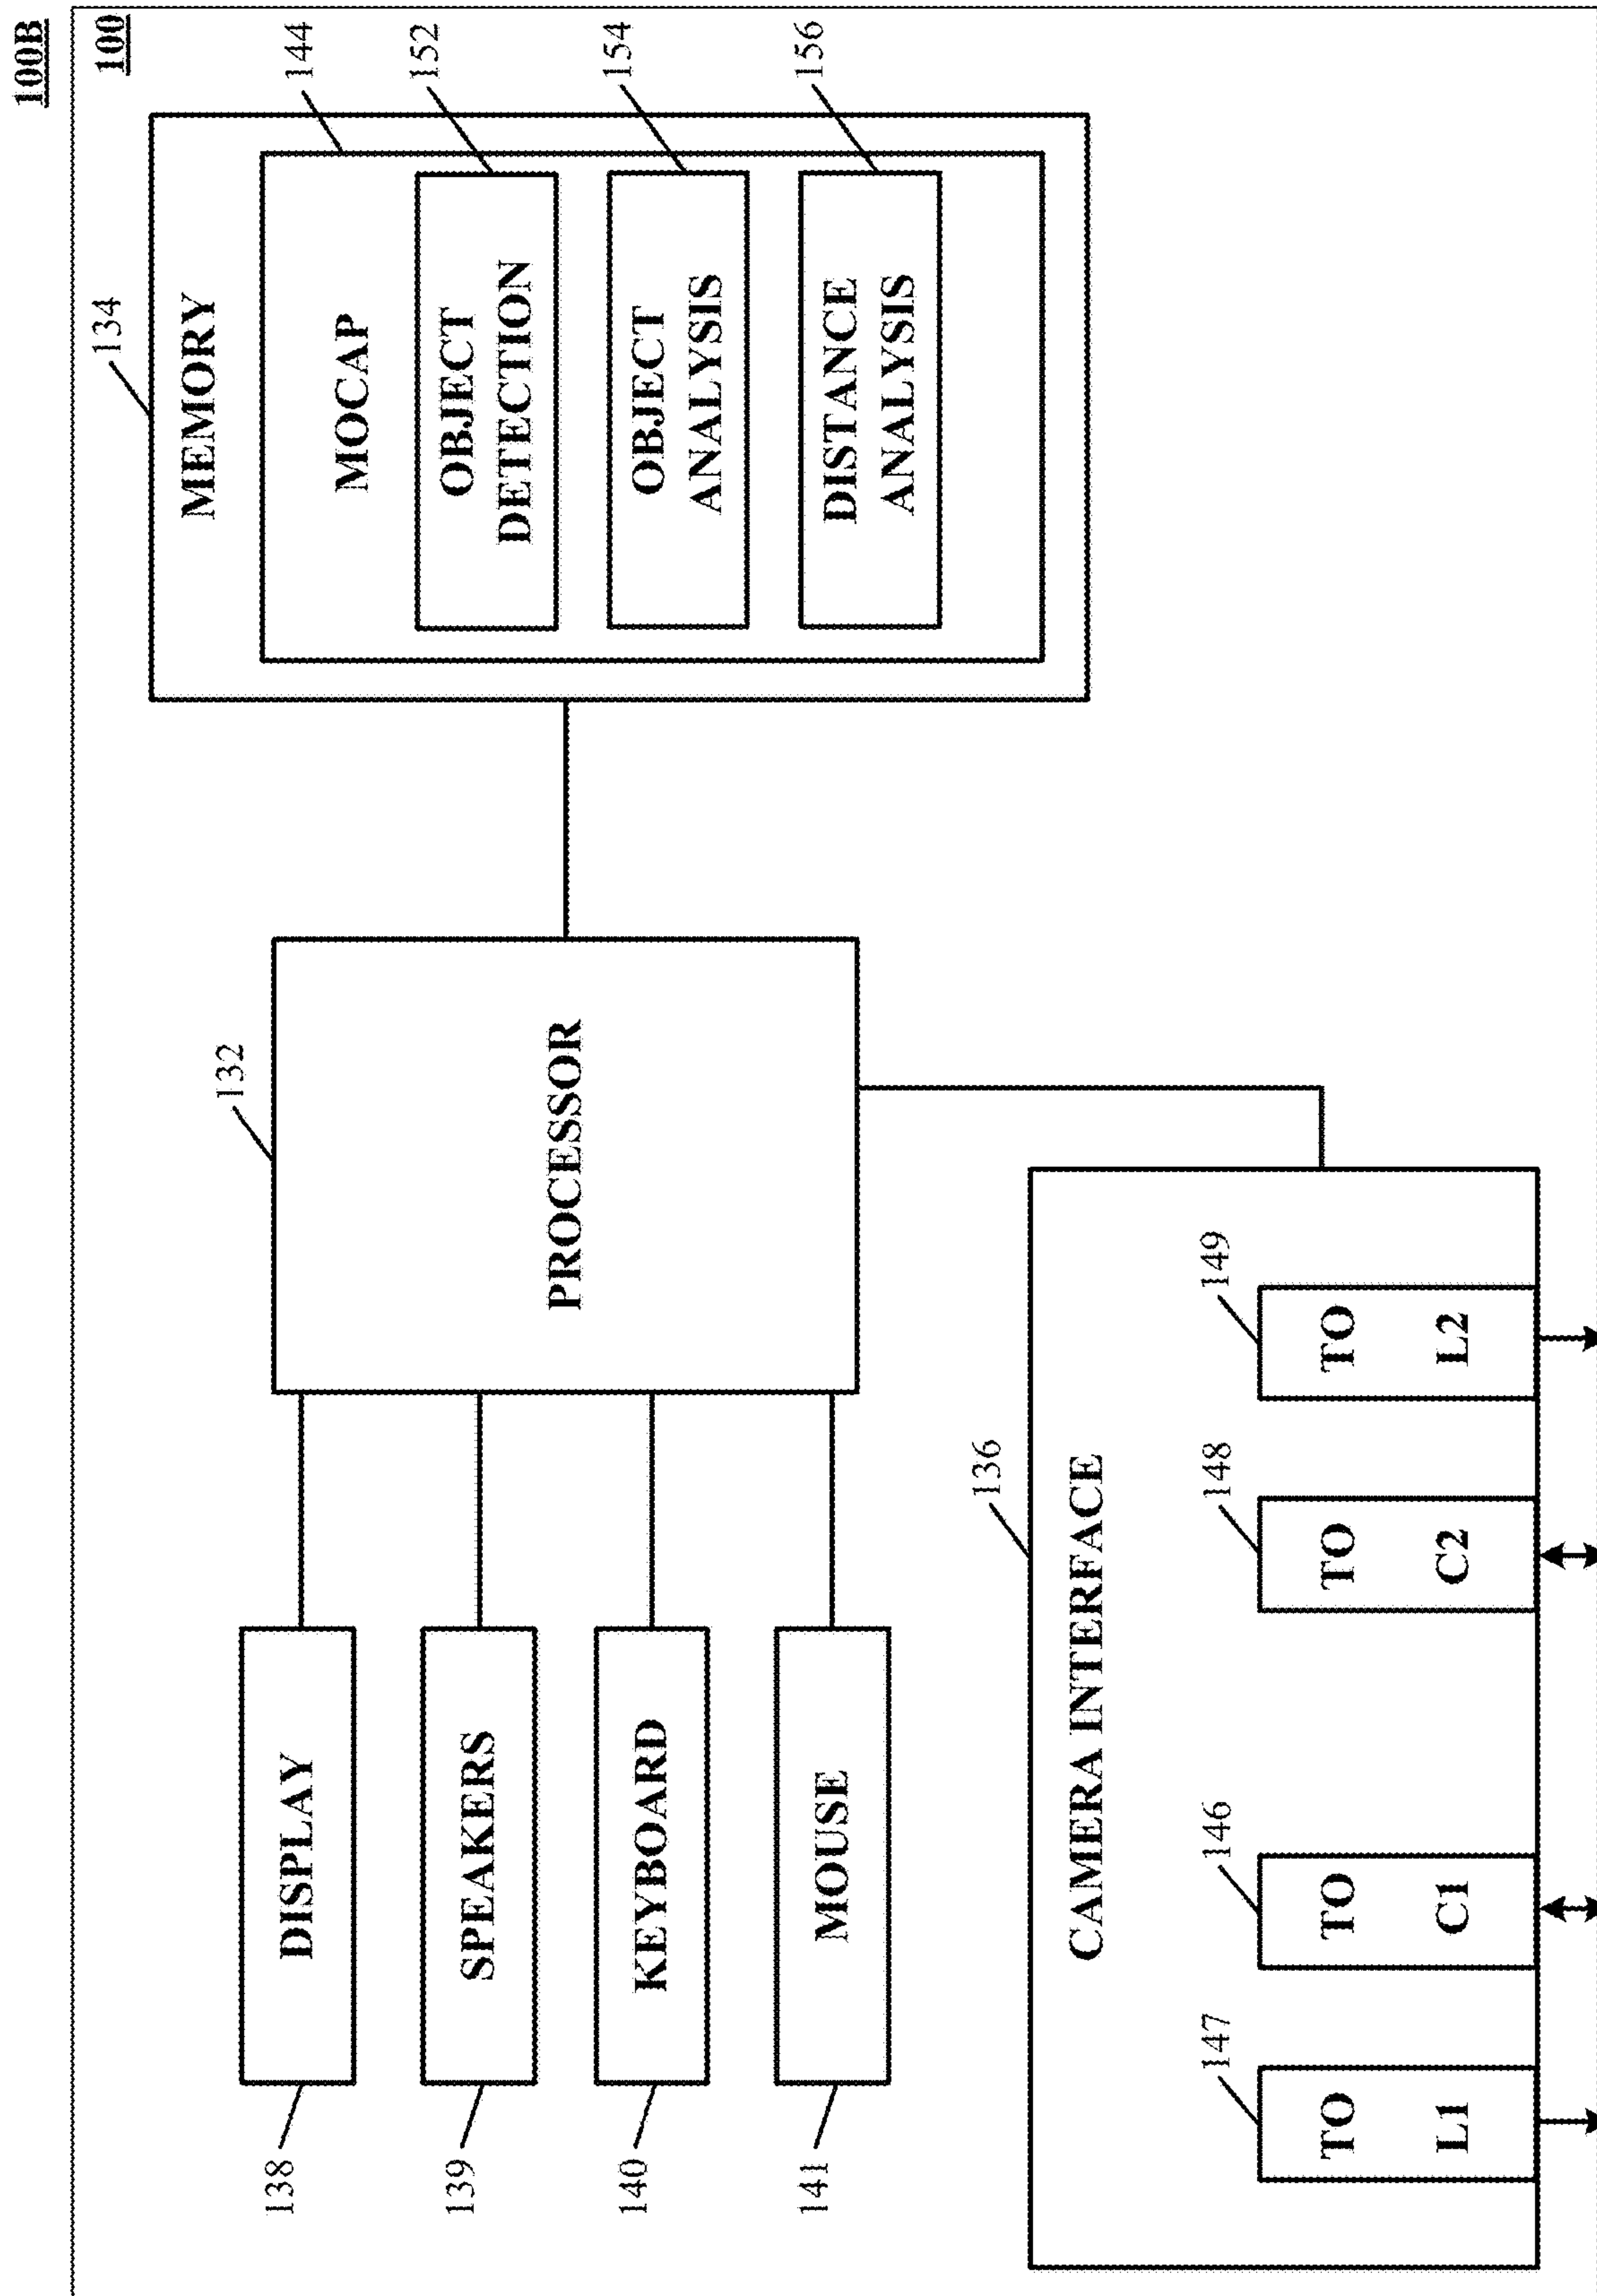 100B
100
138
DISPLAY
139
SPEAKERS
140
KEYBOARD
141
MOUSE
132
PROCESSOR
134
MEMORY
144
MOCAP
152
OBJECT
DETECTION
154
OBJECT
ANALYSIS
156
DISTANCE
ANALYSIS
136
CAMERA INTERFACE
147
TO
L1
146
TO
C1
148
TO
C2
149
TO
L2